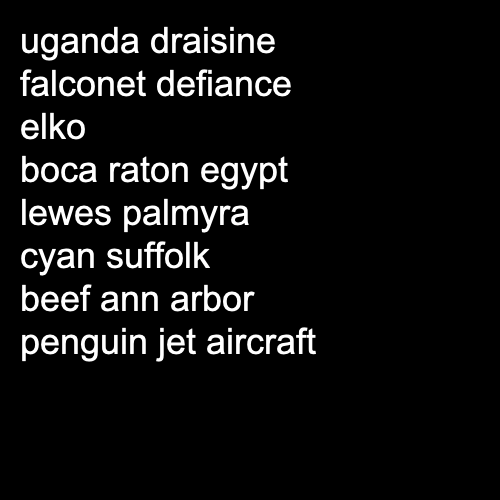 uganda draisine
falconet defiance
elko
boca raton egypt
lewes palmyra
cyan suffolk
beef ann arbor
penguin jet aircraft